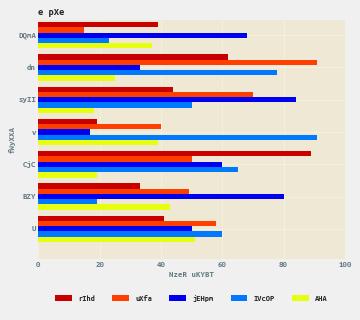 e pXe
DQmA
dn
syII
v
CjC
BZY
U
fwyXXA
0 20 40 60 80 100
NzeR uKYBT
rIhd uXfa jEHpm IVcOP AHA